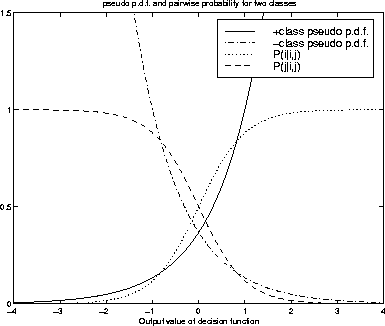 pseudo p.d.f. and pairwise probability for two classes
+class pseudo p.d.f.
−class pseudo p.d.f.
P(i|i,j)
P(j|i,j)
1.5
1
0.5
0
−4 −3 −2 −1 0 1 2 3 4
Output value of decision function